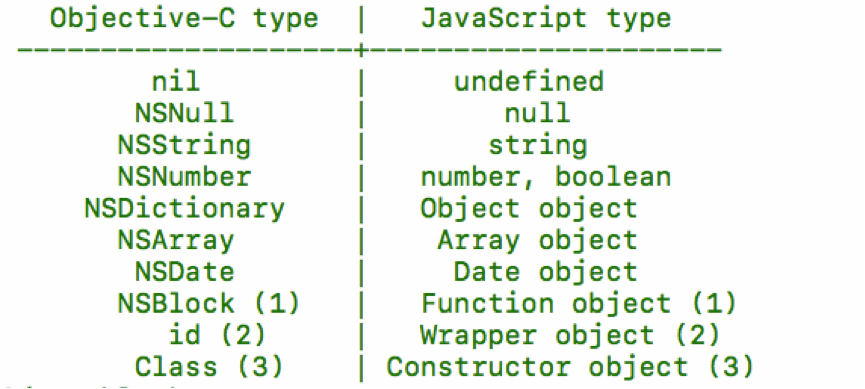 Objective-C type | JavaScript type
--------------------+---------------------
nil | undefined
NSNull | null
NSString | string
NSNumber | number, boolean
NSDictionary | Object object
NSArray | Array object
NSDate | Date object
NSBlock (1) | Function object (1)
id (2) | Wrapper object (2)
Class (3) | Constructor object (3)